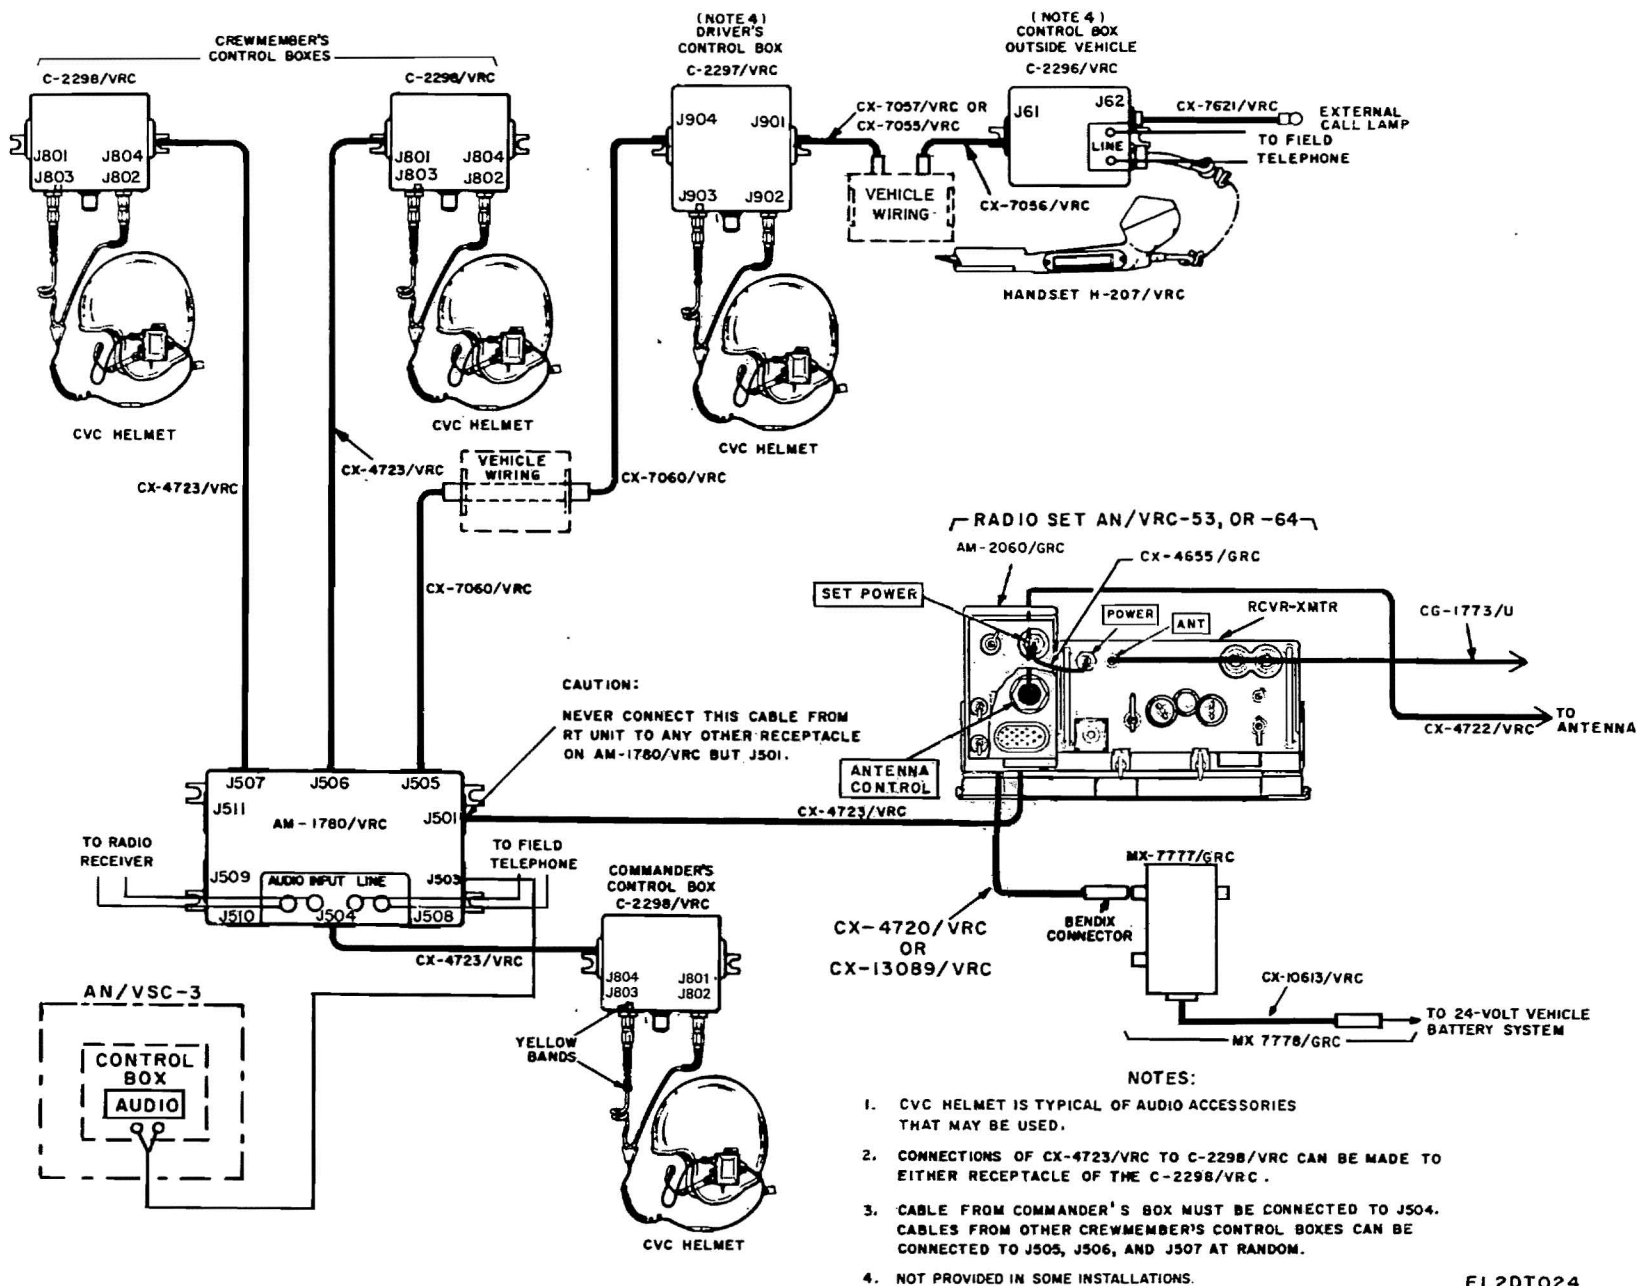 CREWMEMBER'S
CONTROL BOXES
C-2298/VRC
C-2298/VRC
(NOTE 4)
DRIVER'S
CONTROL BOX
C-2297/VRC
(NOTE 4)
CONTROL BOX
OUTSIDE VEHICLE
C-2296/VRC
J801
J804
J803
J802
J801
J804
J803
J802
J904
J901
J903
J902
CX-7057/VRC OR
CX-7055/VRC
J61
J62
LINE
CX-7621/VRC
EXTERNAL
CALL LAMP
TO FIELD
TELEPHONE
VEHICLE
WIRING
CX-7056/VRC
HANDSET H-207/VRC
CVC HELMET
CVC HELMET
CVC HELMET
CX-4723/VRC
CX-4723/VRC
VEHICLE
WIRING
CX-7060/VRC
CX-7060/VRC
RADIO SET AN/VRC-53, OR -64
AM-2060/GRC
CX-4655/GRC
SET POWER
POWER
ANT
RCVR-XMTR
CG-1773/U
CX-4722/VRC
TO
ANTENNA
ANTENNA
CONTROL
CAUTION:
NEVER CONNECT THIS CABLE FROM
RT UNIT TO ANY OTHER RECEPTACLE
ON AM-1780/VRC BUT J501.
J507
J506
J505
J511
AM-1780/VRC
J501
CX-4723/VRC
TO RADIO
RECEIVER
J509
AUDIO INPUT
LINE
J503
J510
J504
J508
TO FIELD
TELEPHONE
CX-4723/VRC
COMMANDER'S
CONTROL BOX
C-2298/VRC
J804
J801
J803
J802
YELLOW
BANDS
CVC HELMET
MX-7777/GRC
BENDIX
CONNECTOR
CX-4720/VRC
OR
CX-13089/VRC
CX-10613/VRC
TO 24-VOLT VEHICLE
BATTERY SYSTEM
MX 7778/GRC
AN/VSC-3
CONTROL
BOX
AUDIO
NOTES:
1. CVC HELMET IS TYPICAL OF AUDIO ACCESSORIES
THAT MAY BE USED.
2. CONNECTIONS OF CX-4723/VRC TO C-2298/VRC CAN BE MADE TO
EITHER RECEPTACLE OF THE C-2298/VRC.
3. CABLE FROM COMMANDER'S BOX MUST BE CONNECTED TO J504.
CABLES FROM OTHER CREWMEMBER'S CONTROL BOXES CAN BE
CONNECTED TO J505, J506, AND J507 AT RANDOM.
4. NOT PROVIDED IN SOME INSTALLATIONS.
EL2DT024